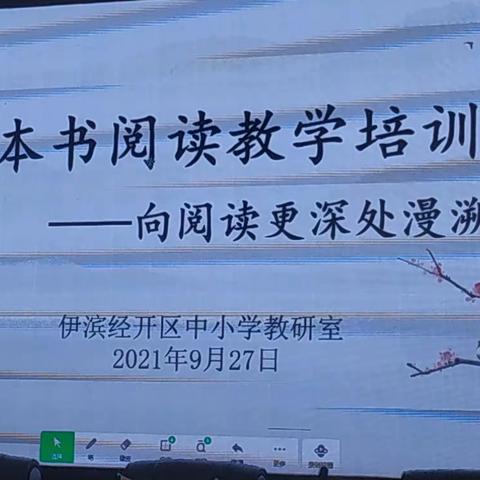 本书阅读教学培训
——向阅读更深处漫溯
伊滨经开区中小学教研室
2021年9月27日